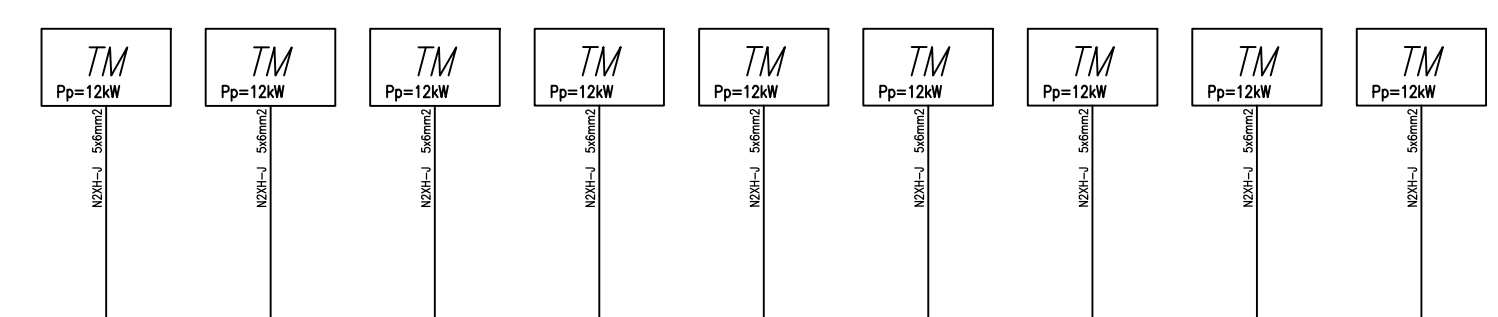 TM TM TM TM TM TM TM TM TM
Pp=12kW Pp=12kW Pp=12kW Pp=12kW Pp=12kW Pp=12kW Pp=12kW Pp=12kW Pp=12kW
N2XH-J 5x6mm2
N2XH-J 5x6mm2
N2XH-J 5x6mm2
N2XH-J 5x6mm2
N2XH-J 5x6mm2
N2XH-J 5x6mm2
N2XH-J 5x6mm2
N2XH-J 5x6mm2
N2XH-J 5x6mm2